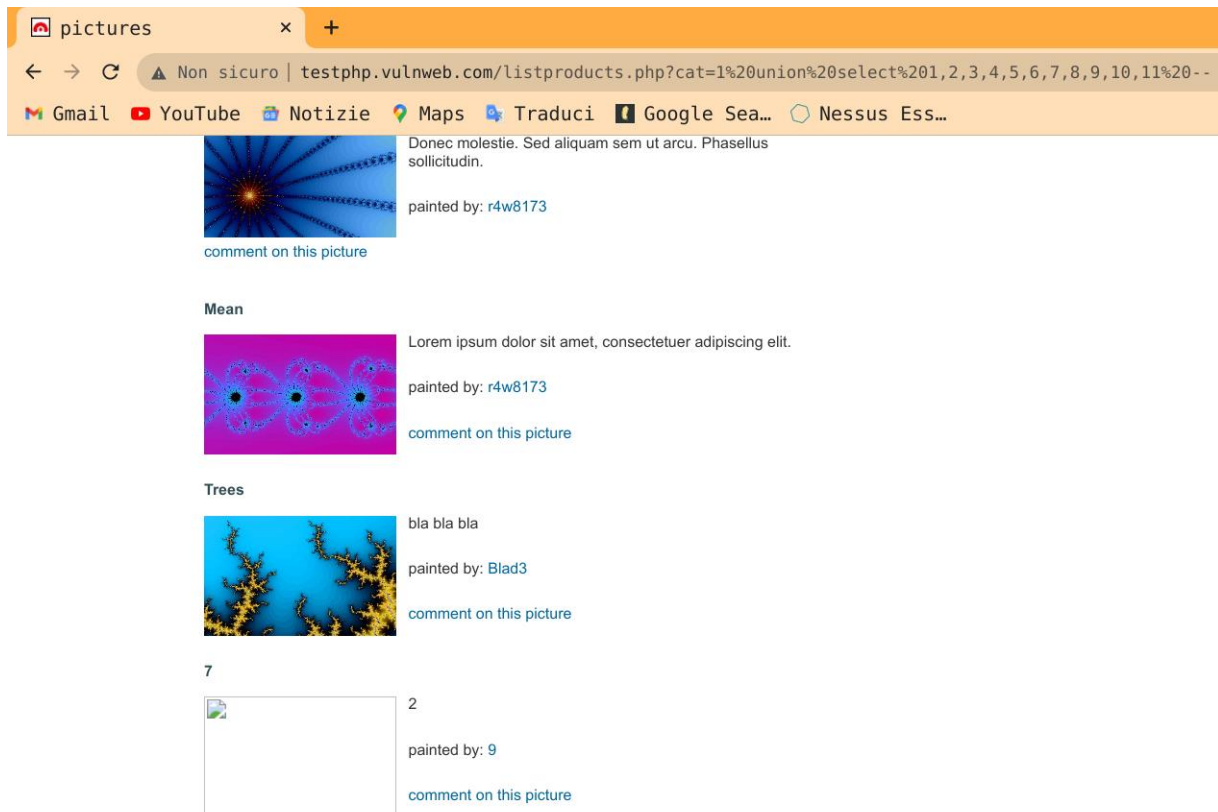 pictures × +
Non sicuro | testphp.vulnweb.com/listproducts.php?cat=1%20union%20select%201,2,3,4,5,6,7,8,9,10,11%20--
Gmail YouTube Notizie Maps Traduci Google Sea… Nessus Ess…
Donec molestie. Sed aliquam sem ut arcu. Phasellus
sollicitudin.
painted by: r4w8173
comment on this picture
Mean
Lorem ipsum dolor sit amet, consectetuer adipiscing elit.
painted by: r4w8173
comment on this picture
Trees
bla bla bla
painted by: Blad3
comment on this picture
7
2
painted by: 9
comment on this picture